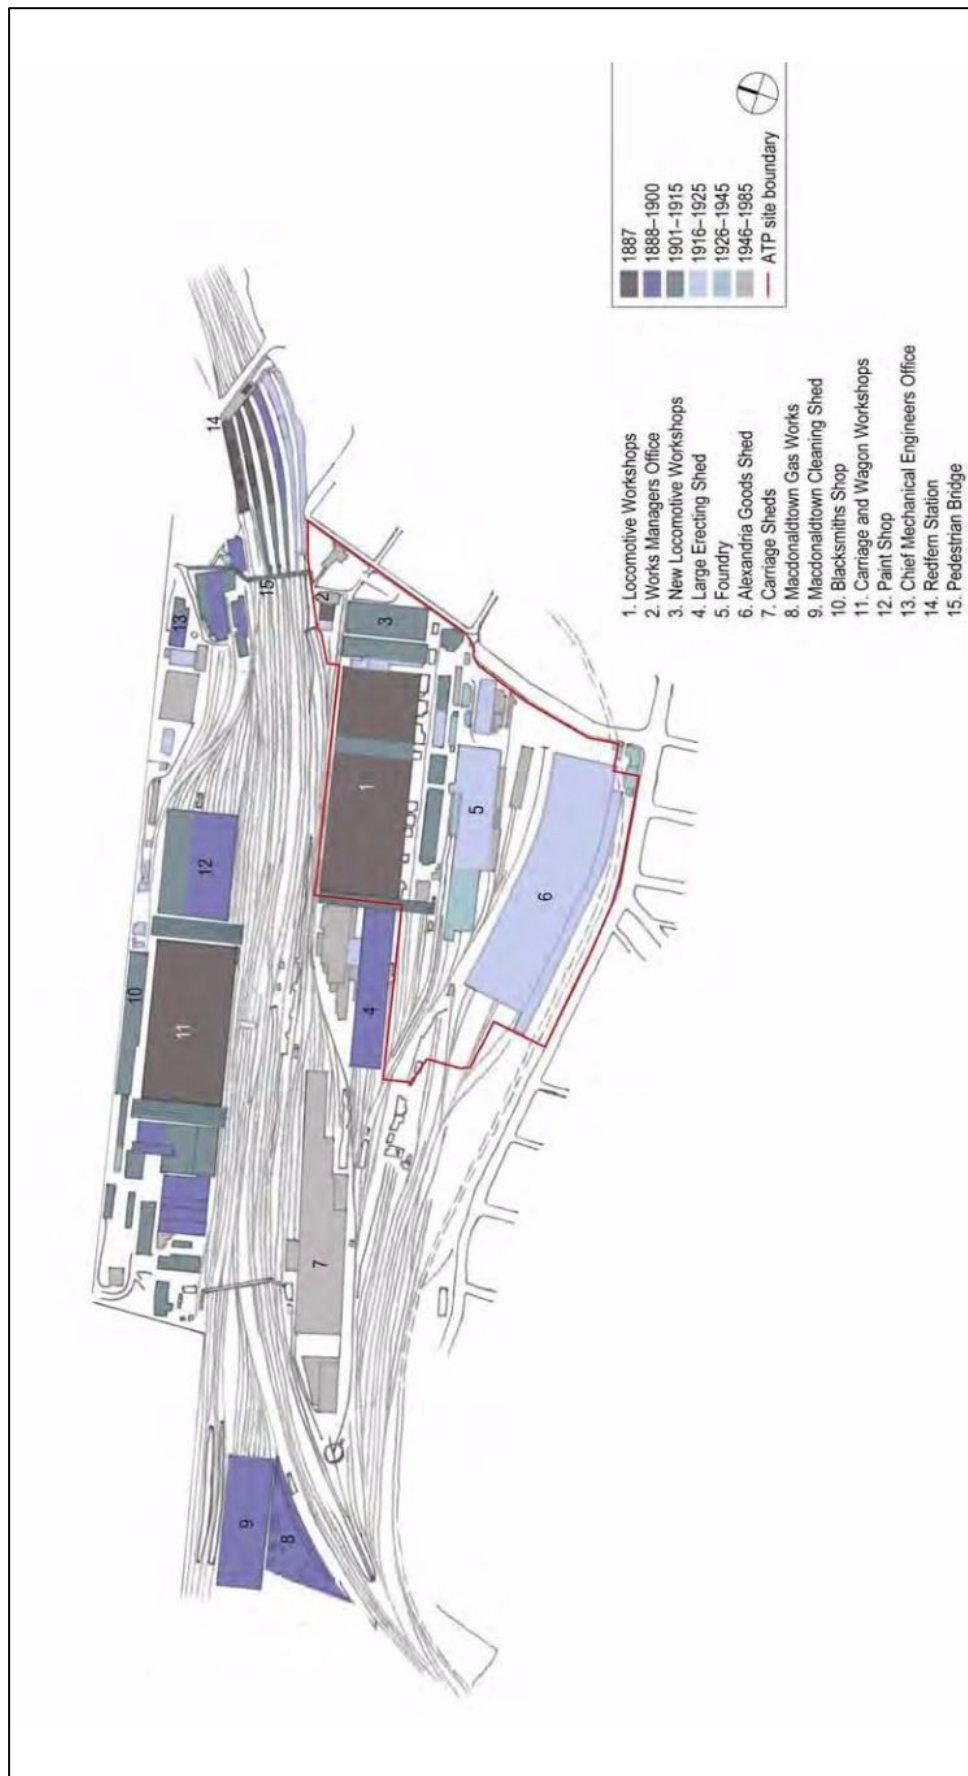 1887
1888–1900
1901–1915
1916–1925
1926–1945
1946–1985
ATP site boundary
1. Locomotive Workshops
2. Works Managers Office
3. New Locomotive Workshops
4. Large Erecting Shed
5. Foundry
6. Alexandria Goods Shed
7. Carriage Sheds
8. Macdonaldtown Gas Works
9. Macdonaldtown Cleaning Shed
10. Blacksmiths Shop
11. Carriage and Wagon Workshops
12. Paint Shop
13. Chief Mechanical Engineers Office
14. Redfern Station
15. Pedestrian Bridge
14
15
13
2
3
12
1
5
10
11
4
6
7
9
8